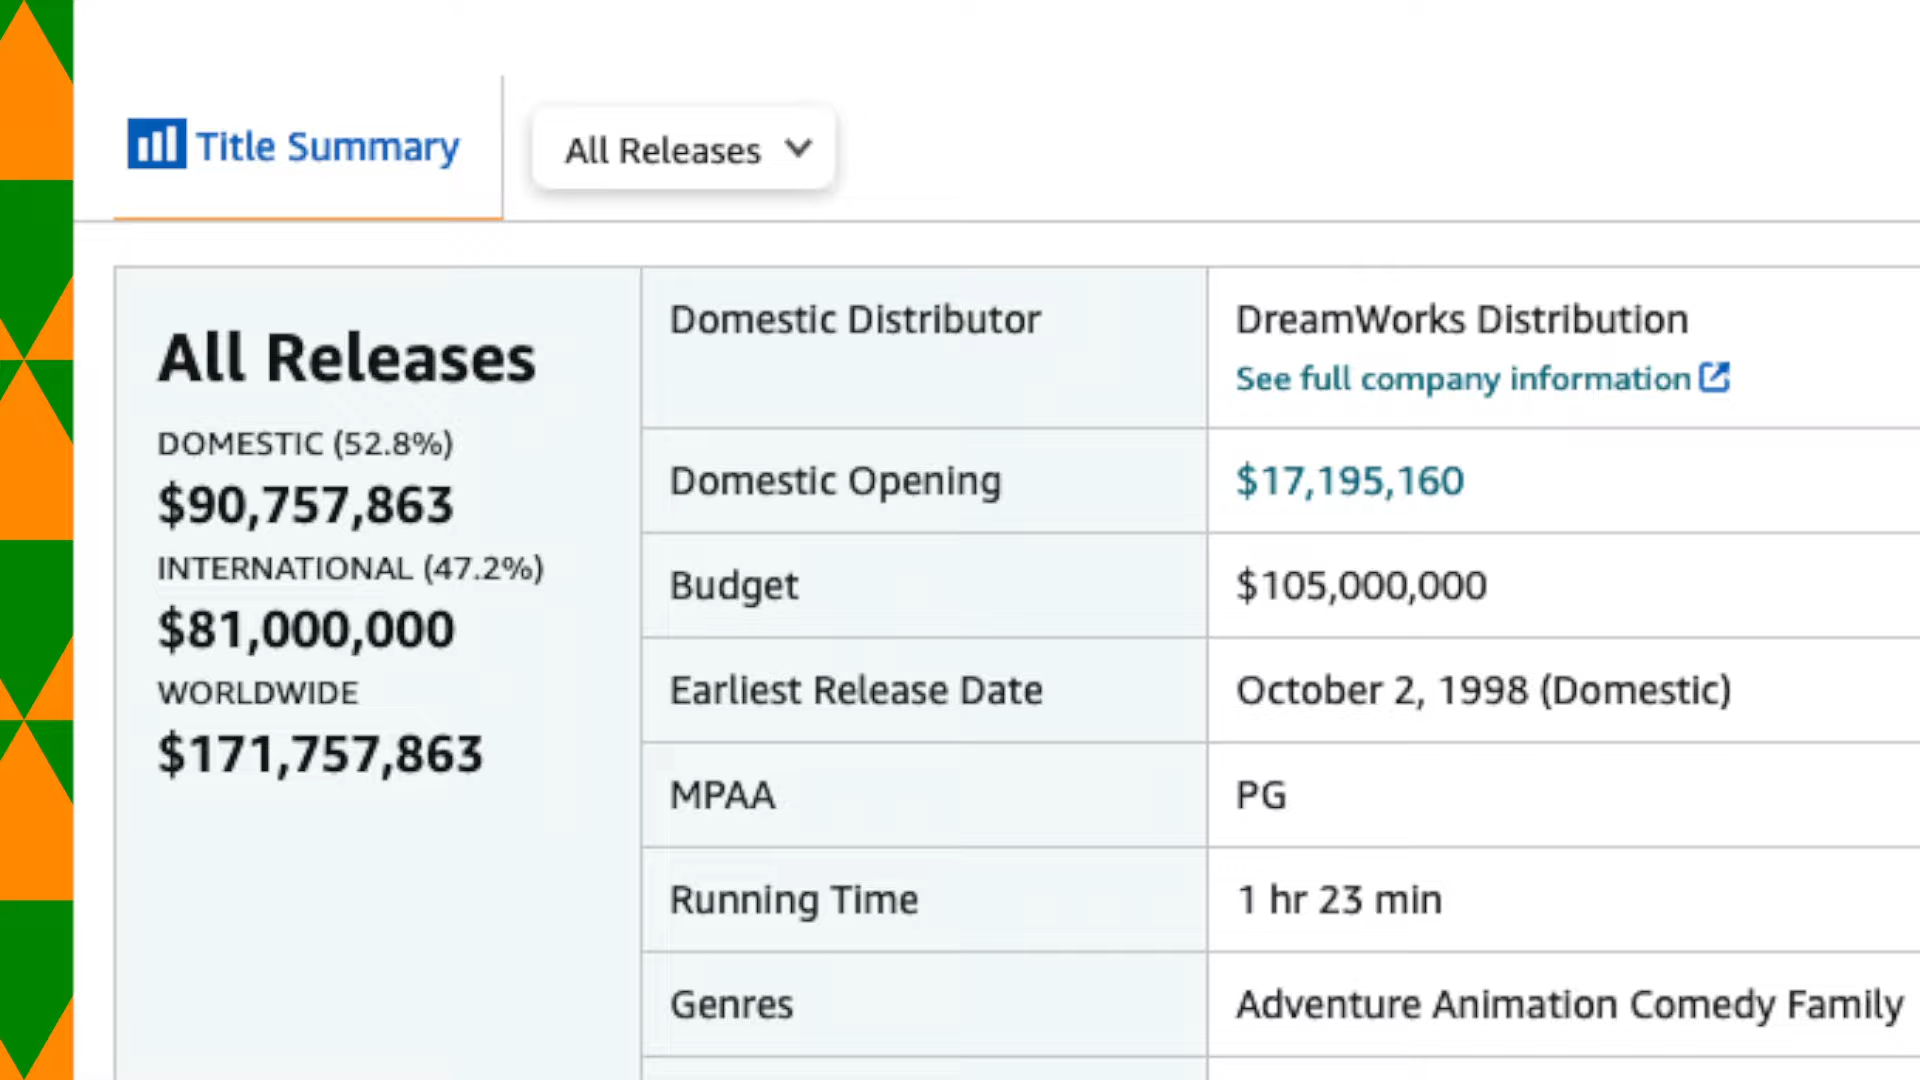 Title Summary
All Releases
All Releases
DOMESTIC (52.8%)
$90,757,863
INTERNATIONAL (47.2%)
$81,000,000
WORLDWIDE
$171,757,863
Domestic Distributor
DreamWorks Distribution
See full company information
Domestic Opening
$17,195,160
Budget
$105,000,000
Earliest Release Date
October 2, 1998 (Domestic)
MPAA
PG
Running Time
1 hr 23 min
Genres
Adventure Animation Comedy Family